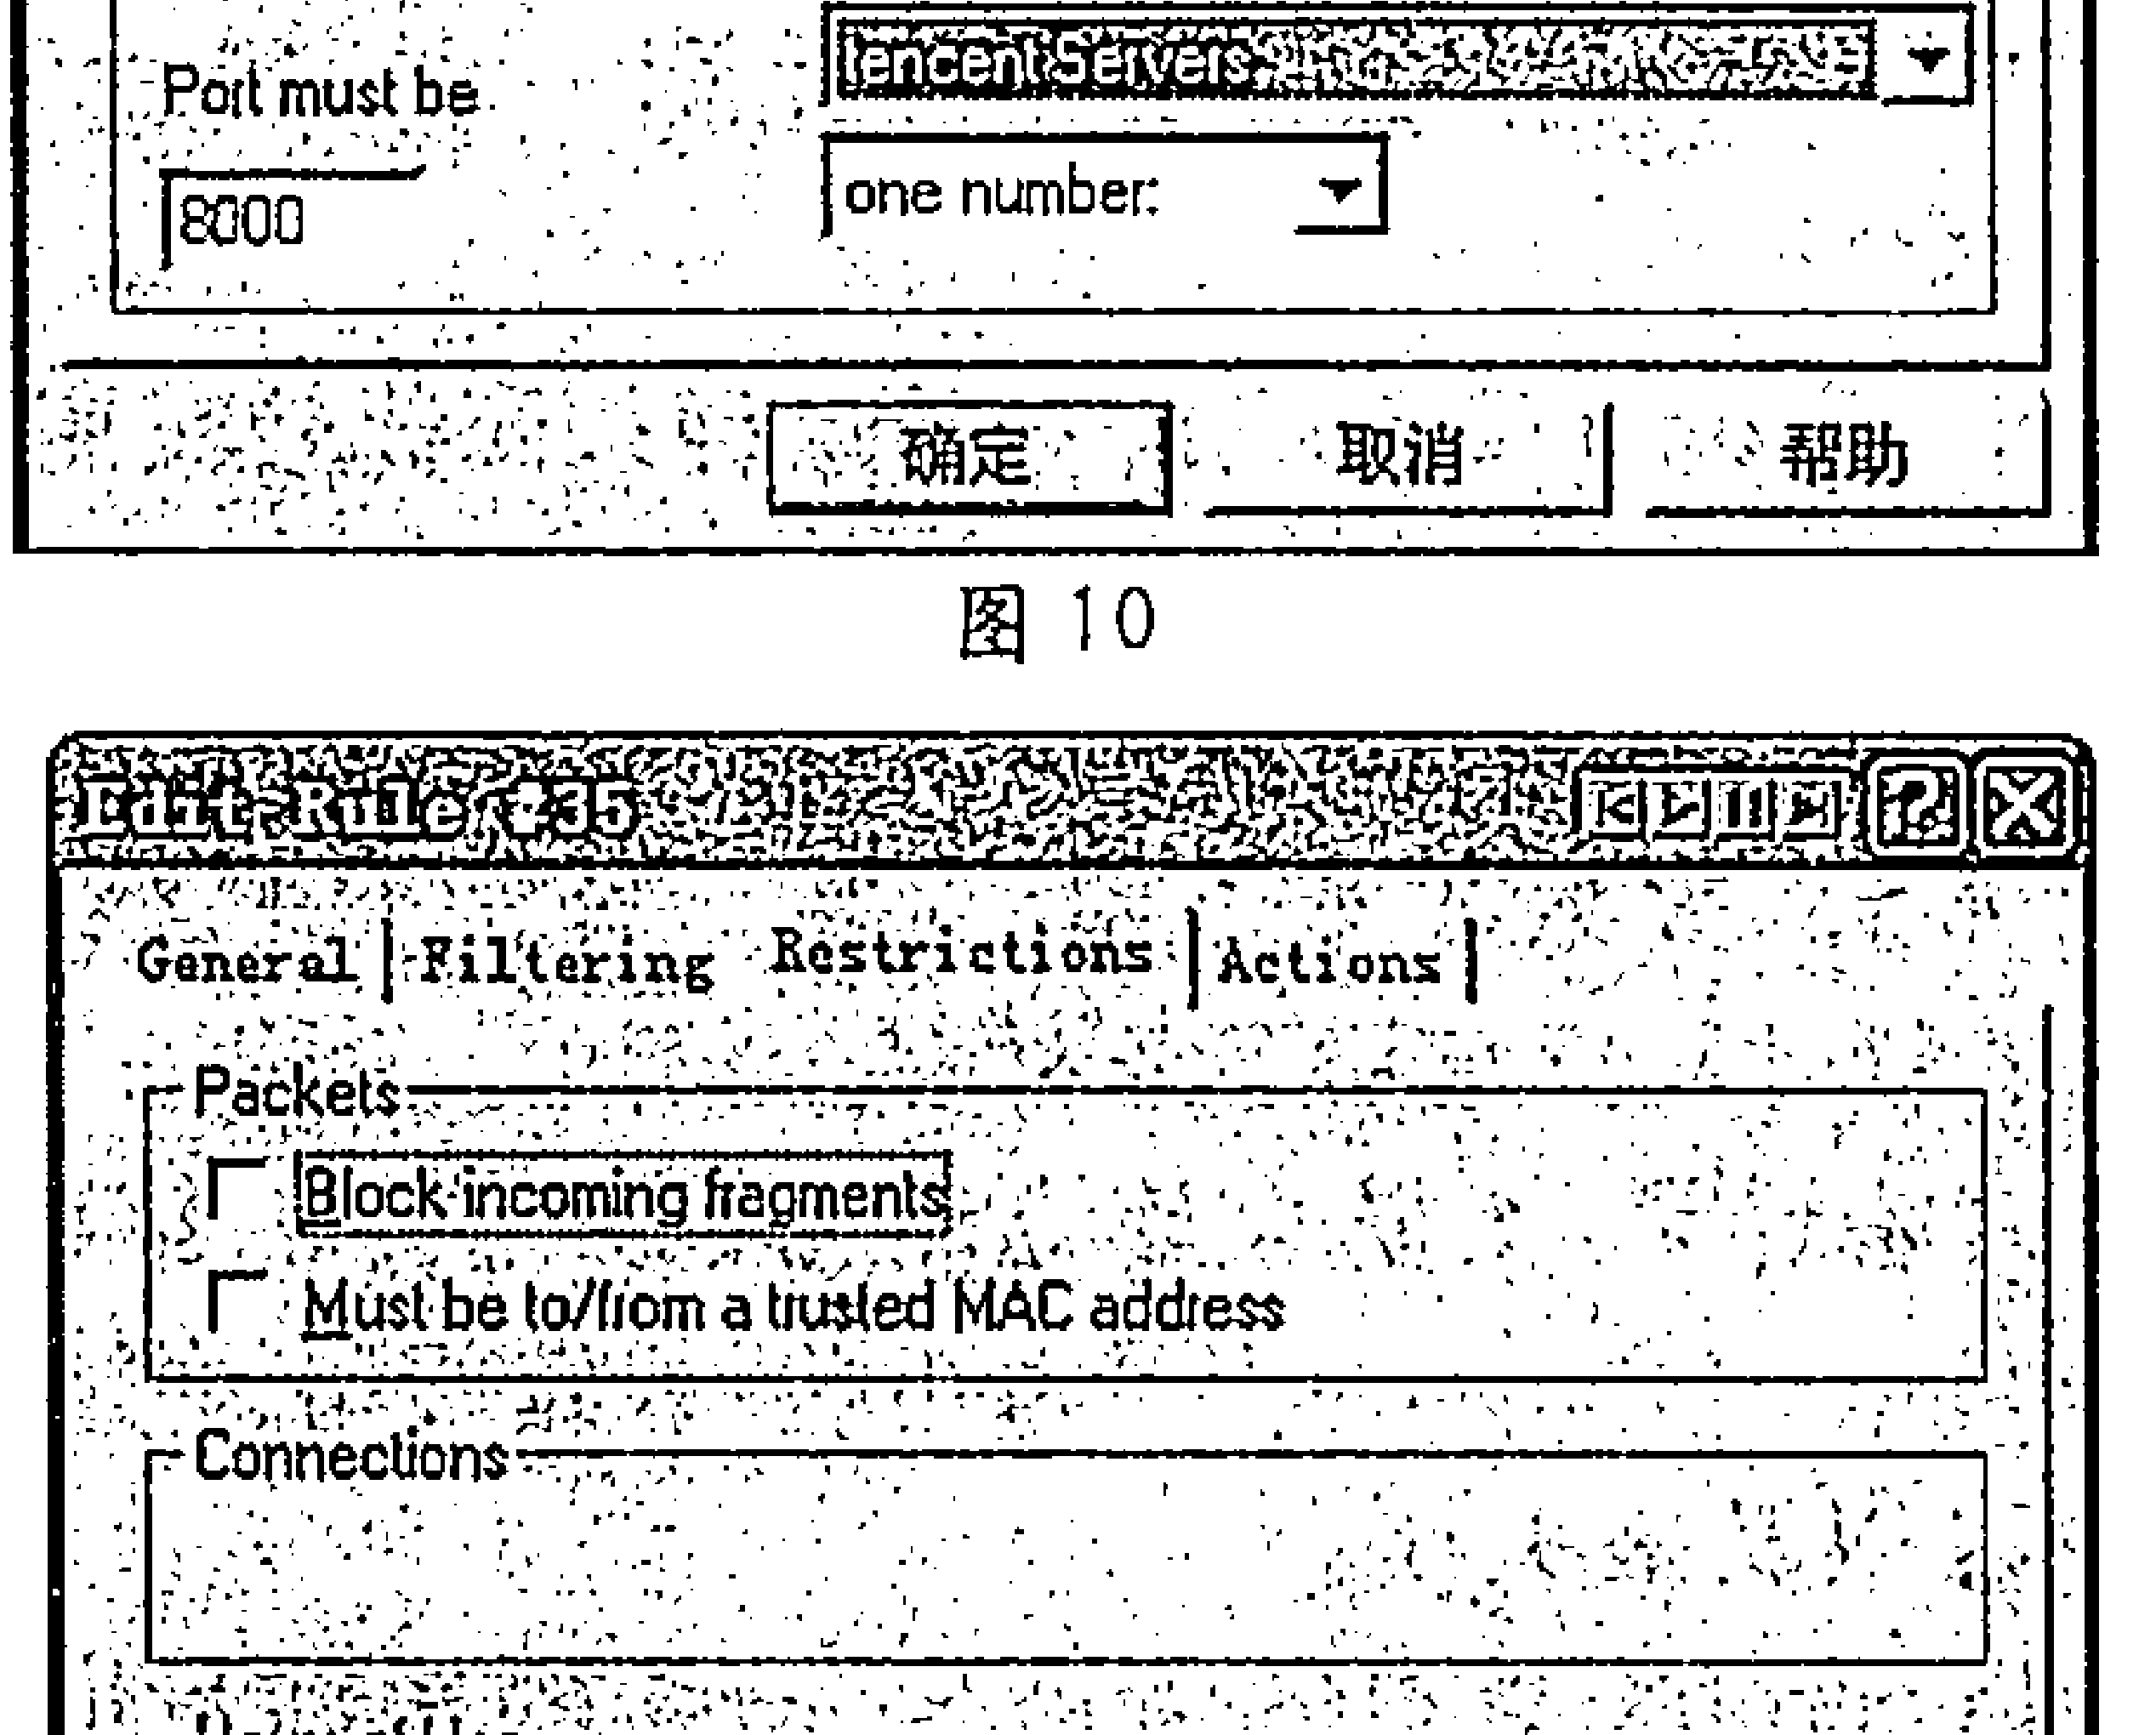 Tencent Servers
Port must be
one number:
8000
确定 取消 帮助
图 10
Edit Rule #35
General Filtering Restrictions Actions
Packets
Block incoming fragments
Must be to/from a trusted MAC address
Connections